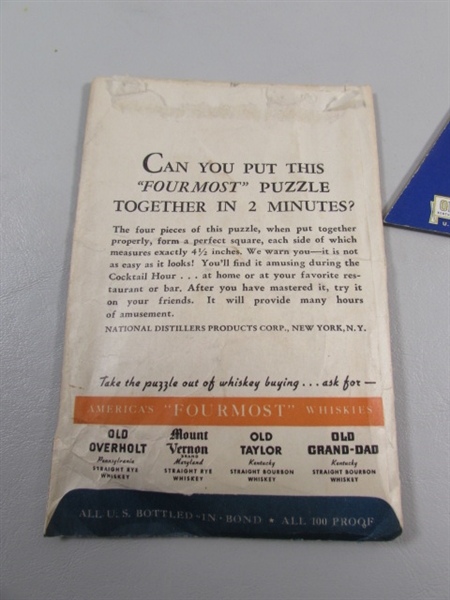 CAN YOU PUT THIS
"FOURMOST" PUZZLE
TOGETHER IN 2 MINUTES?
The four pieces of this puzzle, when put together
properly, form a perfect square, each side of which
measures exactly 4½ inches. We warn you—it is not
as easy as it looks! You'll find it amusing during the
Cocktail Hour . . . at home or at your favorite res-
taurant or bar. After you have mastered it, try it
on your friends. It will provide many hours
of amusement.
NATIONAL DISTILLERS PRODUCTS CORP., NEW YORK, N.Y.
Take the puzzle out of whiskey buying . . . ask for —
AMERICA'S "FOURMOST" WHISKIES
OLD OVERHOLT
Pennsylvania
STRAIGHT RYE
WHISKEY
Mount Vernon
BRAND
Maryland
STRAIGHT RYE
WHISKEY
OLD TAYLOR
Kentucky
STRAIGHT BOURBON
WHISKEY
OLD GRAND-DAD
Kentucky
STRAIGHT BOURBON
WHISKEY
ALL U. S. BOTTLED-IN-BOND ★ ALL 100 PROOF